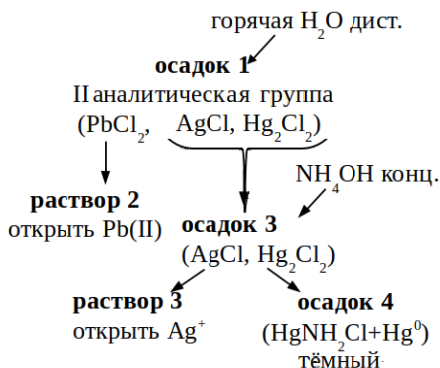 горячая H₂O дист.
осадок 1
II аналитическая группа
(PbCl₂, AgCl, Hg₂Cl₂)
NH₄OH конц.
раствор 2
открыть Pb(II)
осадок 3
(AgCl, Hg₂Cl₂)
раствор 3
открыть Ag⁺
осадок 4
(HgNH₂Cl+Hg⁰)
тёмный